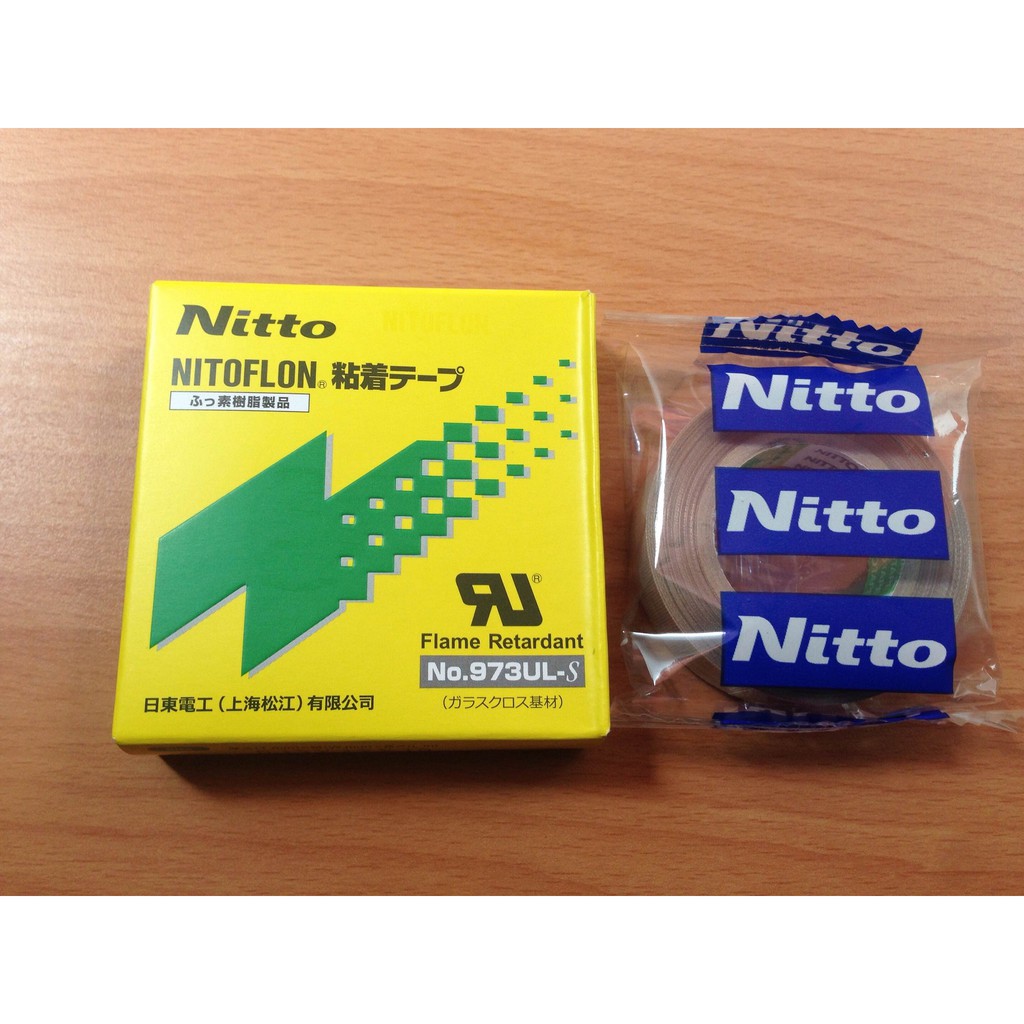 Nitto
NITOFLON
NITOFLON® 粘着テープ
ふっ素樹脂製品
®
Flame Retardant
No.973UL-S
(ガラスクロス基材)
日東電工(上海松江)有限公司
Nitto
Nitto
Nitto
Nitto
NITTO